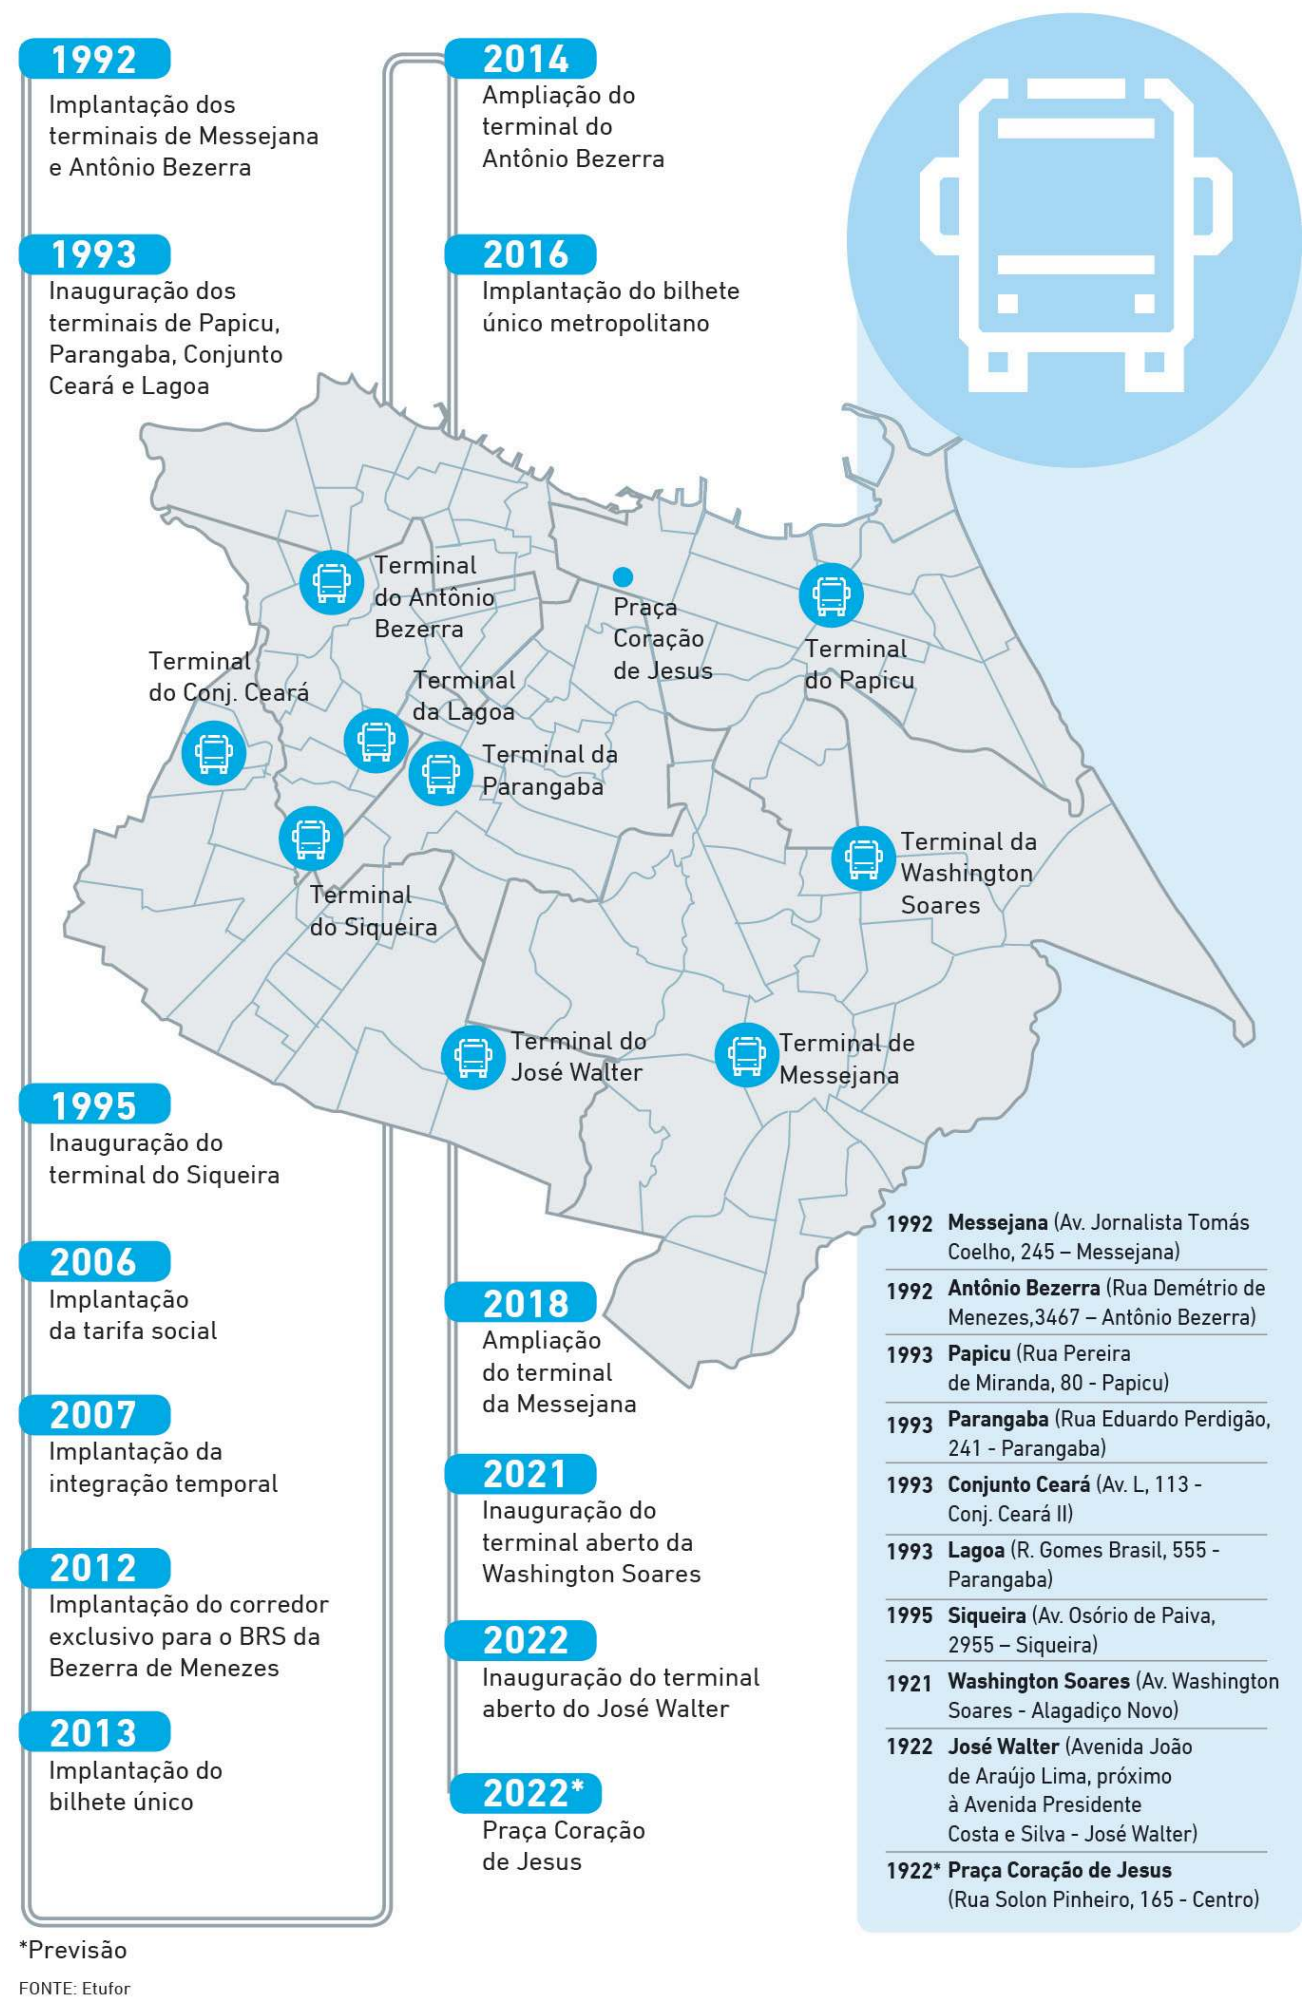 1992
Implantação dos
terminais de Messejana
e Antônio Bezerra
1993
Inauguração dos
terminais de Papicu,
Parangaba, Conjunto
Ceará e Lagoa
2014
Ampliação do
terminal do
Antônio Bezerra
2016
Implantação do bilhete
único metropolitano
Terminal
do Antônio
Bezerra
Praça
Coração
de Jesus
Terminal
do Papicu
Terminal
do Conj. Ceará
Terminal
da Lagoa
Terminal da
Parangaba
Terminal da
Washington
Soares
Terminal
do Siqueira
Terminal do
José Walter
Terminal de
Messejana
1995
Inauguração do
terminal do Siqueira
2006
Implantação
da tarifa social
2007
Implantação da
integração temporal
2012
Implantação do corredor
exclusivo para o BRS da
Bezerra de Menezes
2013
Implantação do
bilhete único
2018
Ampliação
do terminal
da Messejana
2021
Inauguração do
terminal aberto da
Washington Soares
2022
Inauguração do terminal
aberto do José Walter
2022*
Praça Coração
de Jesus
1992 Messejana (Av. Jornalista Tomás
Coelho, 245 – Messejana)
1992 Antônio Bezerra (Rua Demétrio de
Menezes,3467 – Antônio Bezerra)
1993 Papicu (Rua Pereira
de Miranda, 80 - Papicu)
1993 Parangaba (Rua Eduardo Perdigão,
241 - Parangaba)
1993 Conjunto Ceará (Av. L, 113 -
Conj. Ceará II)
1993 Lagoa (R. Gomes Brasil, 555 -
Parangaba)
1995 Siqueira (Av. Osório de Paiva,
2955 – Siqueira)
1921 Washington Soares (Av. Washington
Soares - Alagadiço Novo)
1922 José Walter (Avenida João
de Araújo Lima, próximo
à Avenida Presidente
Costa e Silva - José Walter)
1922* Praça Coração de Jesus
(Rua Solon Pinheiro, 165 - Centro)
*Previsão
FONTE: Etufor